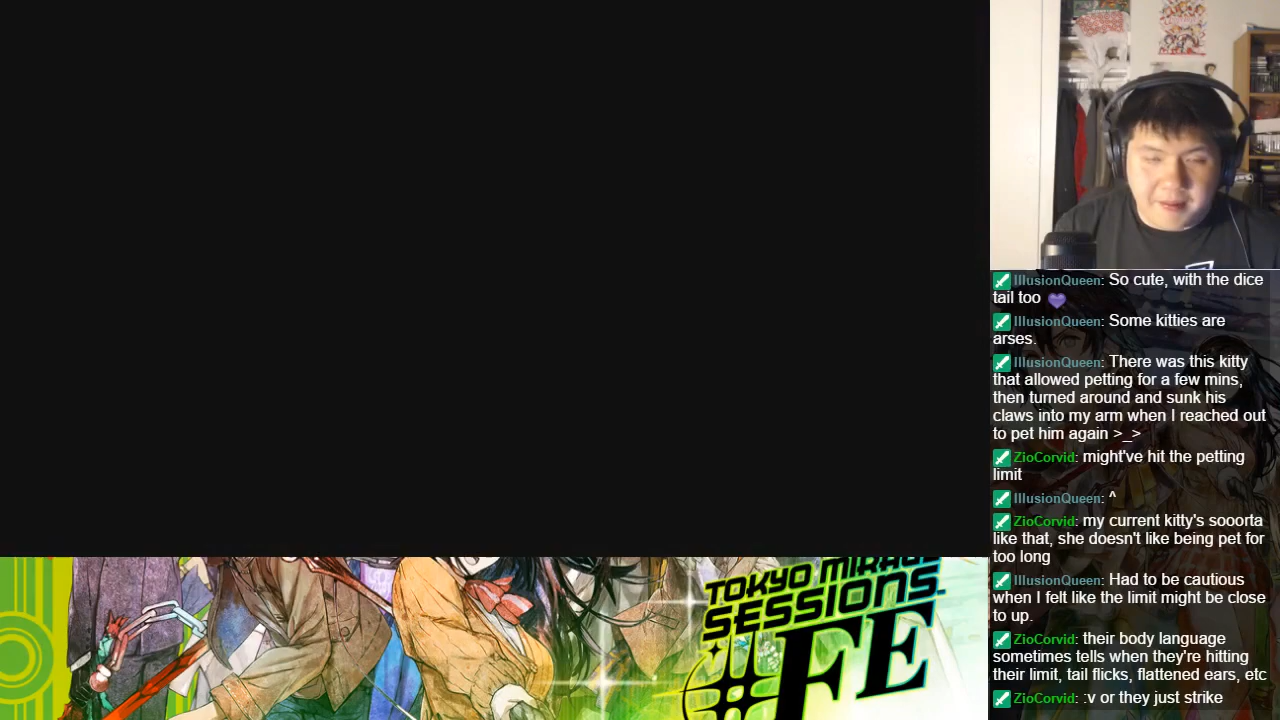 IllusionQueen: So cute, with the dice
tail too
IllusionQueen: Some kitties are
arses.
IllusionQueen: There was this kitty
that allowed petting for a few mins,
then turned around and sunk his
claws into my arm when I reached out
to pet him again >_>
ZioCorvid: might've hit the petting
limit
IllusionQueen: ^
ZioCorvid: my current kitty's sooorta
like that, she doesn't like being pet for
too long
IllusionQueen: Had to be cautious
when I felt like the limit might be close
to up.
ZioCorvid: their body language
sometimes tells when they're hitting
their limit, tail flicks, flattened ears, etc
ZioCorvid: :v or they just strike
TOKYO MIRAGE
SESSIONS
#FE